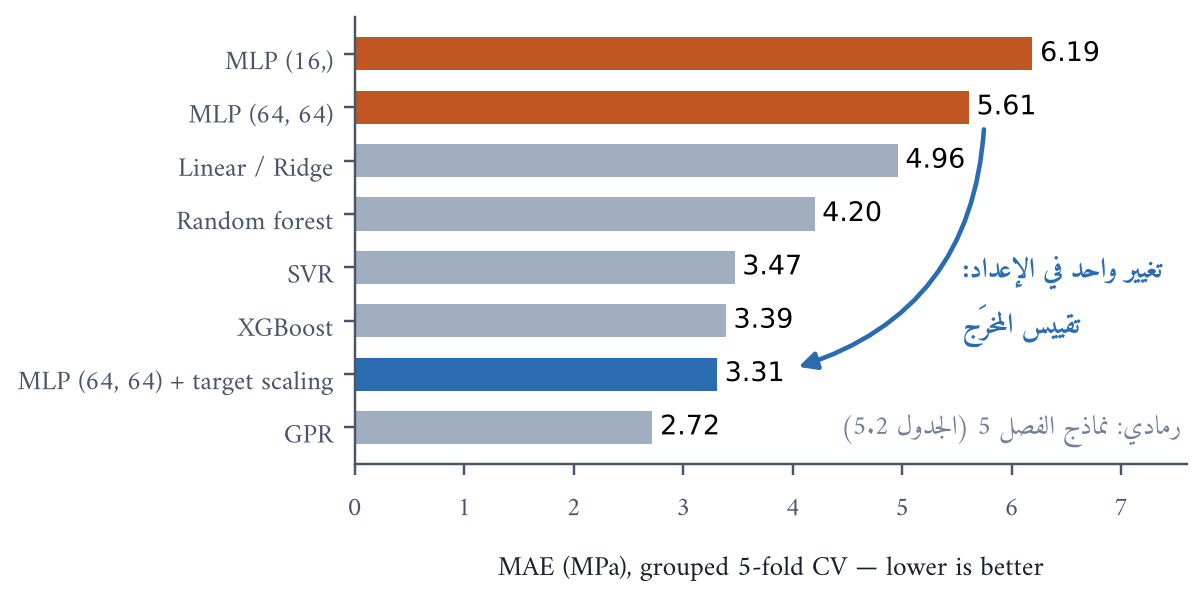 MLP (16,) 6.19
MLP (64, 64) 5.61
Linear / Ridge 4.96
Random forest 4.20
SVR 3.47
تغيير واحد في الإعداد:
XGBoost 3.39
تقييس المخرَج
MLP (64, 64) + target scaling 3.31
GPR 2.72
رمادي: نماذج الفصل 5 (الجدول 5.2)
0 1 2 3 4 5 6 7
MAE (MPa), grouped 5-fold CV — lower is better